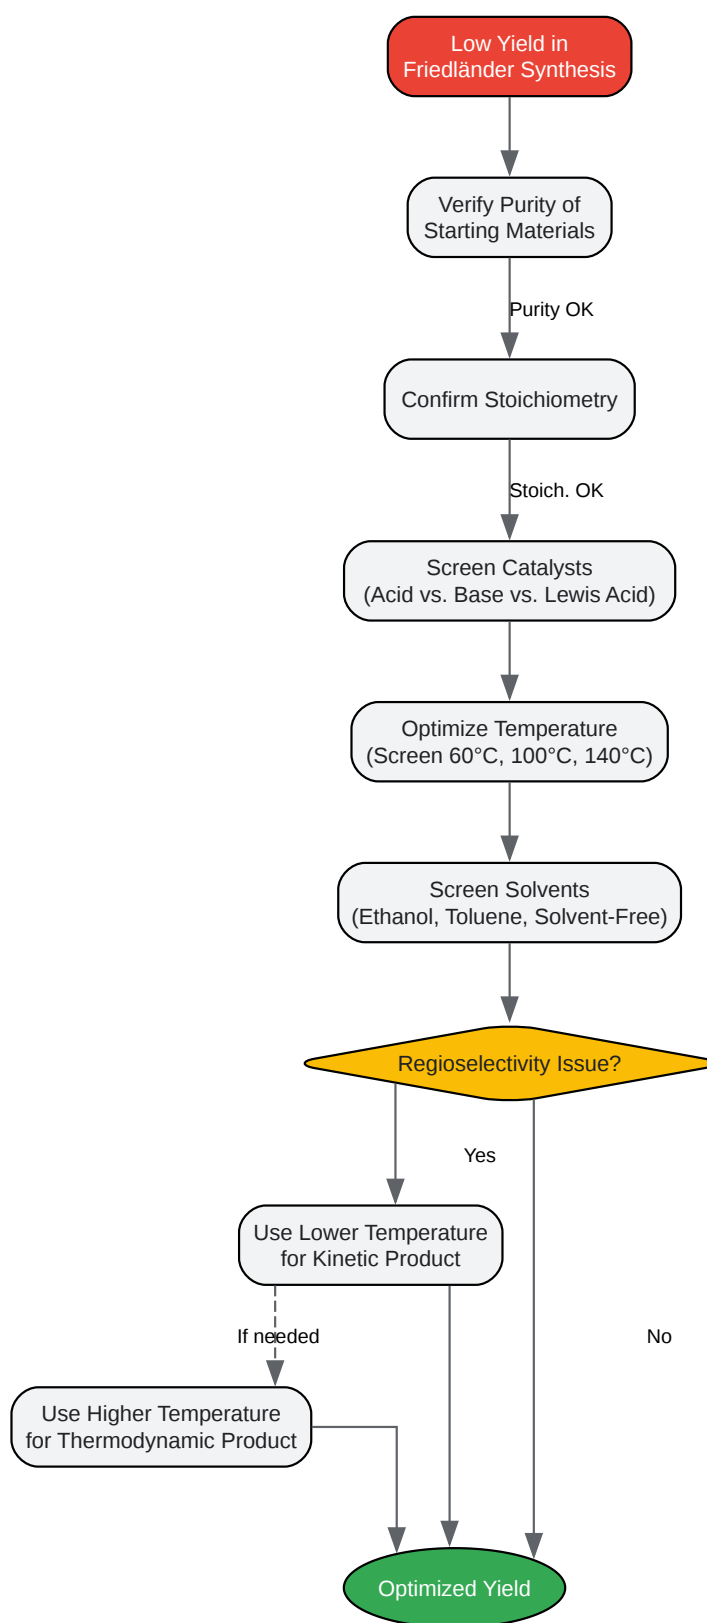 Low Yield in
Friedländer Synthesis
Verify Purity of
Starting Materials
Purity OK
Confirm Stoichiometry
Stoich. OK
Screen Catalysts
(Acid vs. Base vs. Lewis Acid)
Optimize Temperature
(Screen 60°C, 100°C, 140°C)
Screen Solvents
(Ethanol, Toluene, Solvent-Free)
Regioselectivity Issue?
Yes
Use Lower Temperature
for Kinetic Product
If needed
No
Use Higher Temperature
for Thermodynamic Product
Optimized Yield